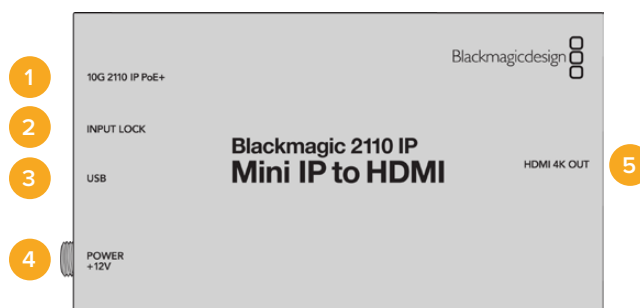 1
10G 2110 IP PoE+
2
INPUT LOCK
3
USB
4
POWER
+12V
Blackmagicdesign
Blackmagic 2110 IP
Mini IP to HDMI
HDMI 4K OUT
5